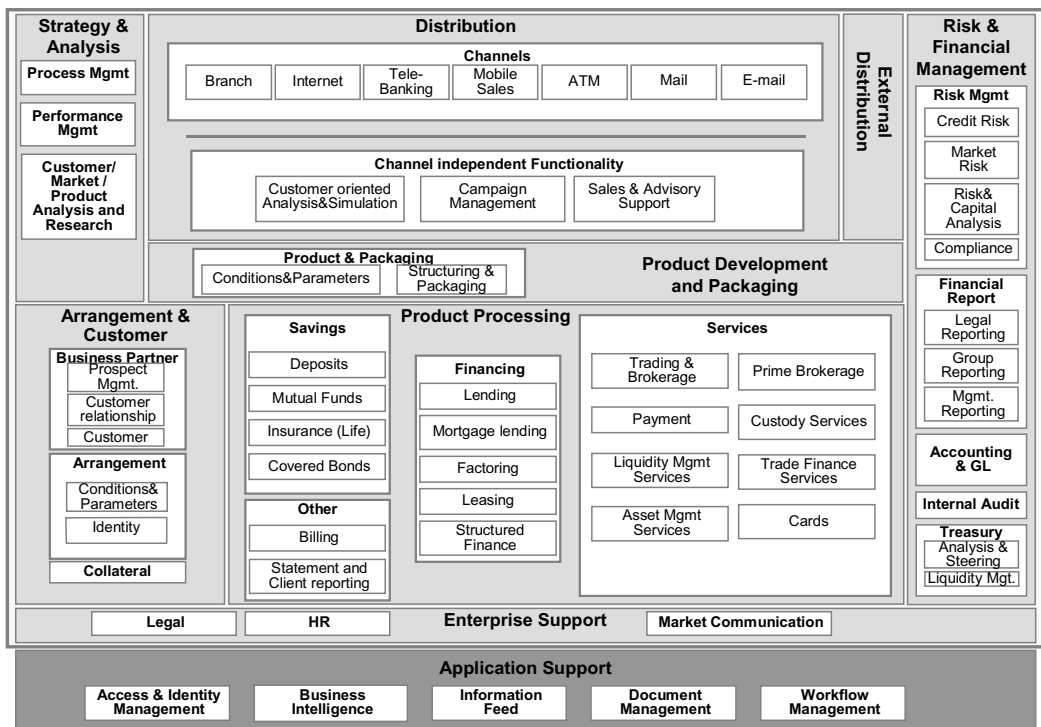 Strategy &
Analysis
Process Mgmt
Performance
Mgmt
Customer/
Market /
Product
Analysis and
Research
Distribution
Channels
Branch
Internet
Tele-
Banking
Mobile
Sales
ATM
Mail
E-mail
Channel independent Functionality
Customer oriented
Analysis&Simulation
Campaign
Management
Sales & Advisory
Support
External
Distribution
Product & Packaging
Conditions&Parameters
Structuring &
Packaging
Product Development
and Packaging
Risk &
Financial
Management
Risk Mgmt
Credit Risk
Market
Risk
Risk&
Capital
Analysis
Compliance
Financial
Report
Legal
Reporting
Group
Reporting
Mgmt.
Reporting
Accounting
& GL
Internal Audit
Treasury
Analysis &
Steering
Liquidity Mgt.
Arrangement &
Customer
Business Partner
Prospect
Mgmt.
Customer
relationship
Customer
Arrangement
Conditions&
Parameters
Identity
Collateral
Product Processing
Savings
Deposits
Mutual Funds
Insurance (Life)
Covered Bonds
Other
Billing
Statement and
Client reporting
Financing
Lending
Mortgage lending
Factoring
Leasing
Structured
Finance
Services
Trading &
Brokerage
Prime Brokerage
Payment
Custody Services
Liquidity Mgmt
Services
Trade Finance
Services
Asset Mgmt
Services
Cards
Legal
HR
Enterprise Support
Market Communication
Application Support
Access & Identity
Management
Business
Intelligence
Information
Feed
Document
Management
Workflow
Management